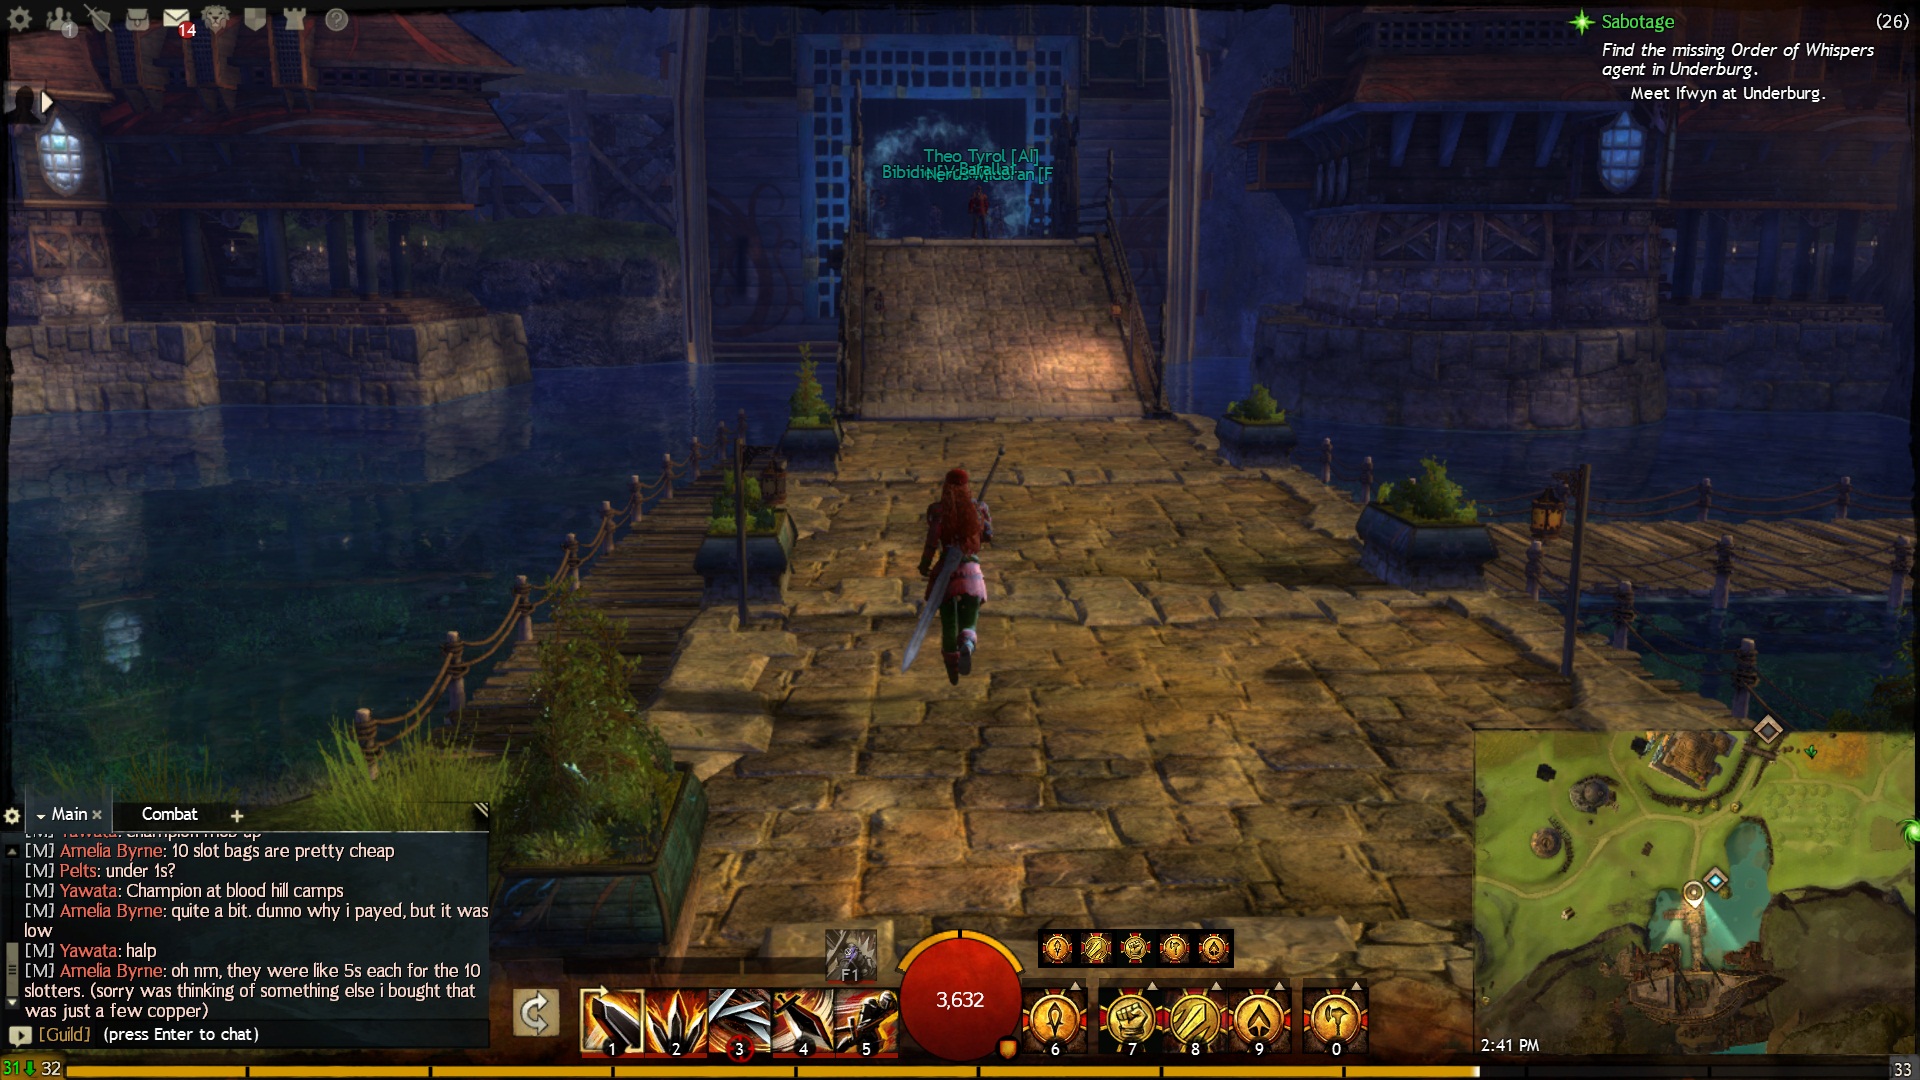 1
14
Sabotage
(26)
Find the missing Order of Whispers
agent in Underburg.
Meet Ifwyn at Underburg.
Theo Tyrol [AI]
Main
Combat
[M] Yawata: champion mob up
[M] Amelia Byrne: 10 slot bags are pretty cheap
[M] Pelts: under 1s?
[M] Yawata: Champion at blood hill camps
[M] Amelia Byrne: quite a bit. dunno why i payed, but it was
low
[M] Yawata: halp
[M] Amelia Byrne: oh nm, they were like 5s each for the 10
slotters. (sorry was thinking of something else i bought that
was just a few copper)
[Guild] (press Enter to chat)
F1
3,632
1 2 3 4 5 6 7 8 9 0
2:41 PM
31 32
33